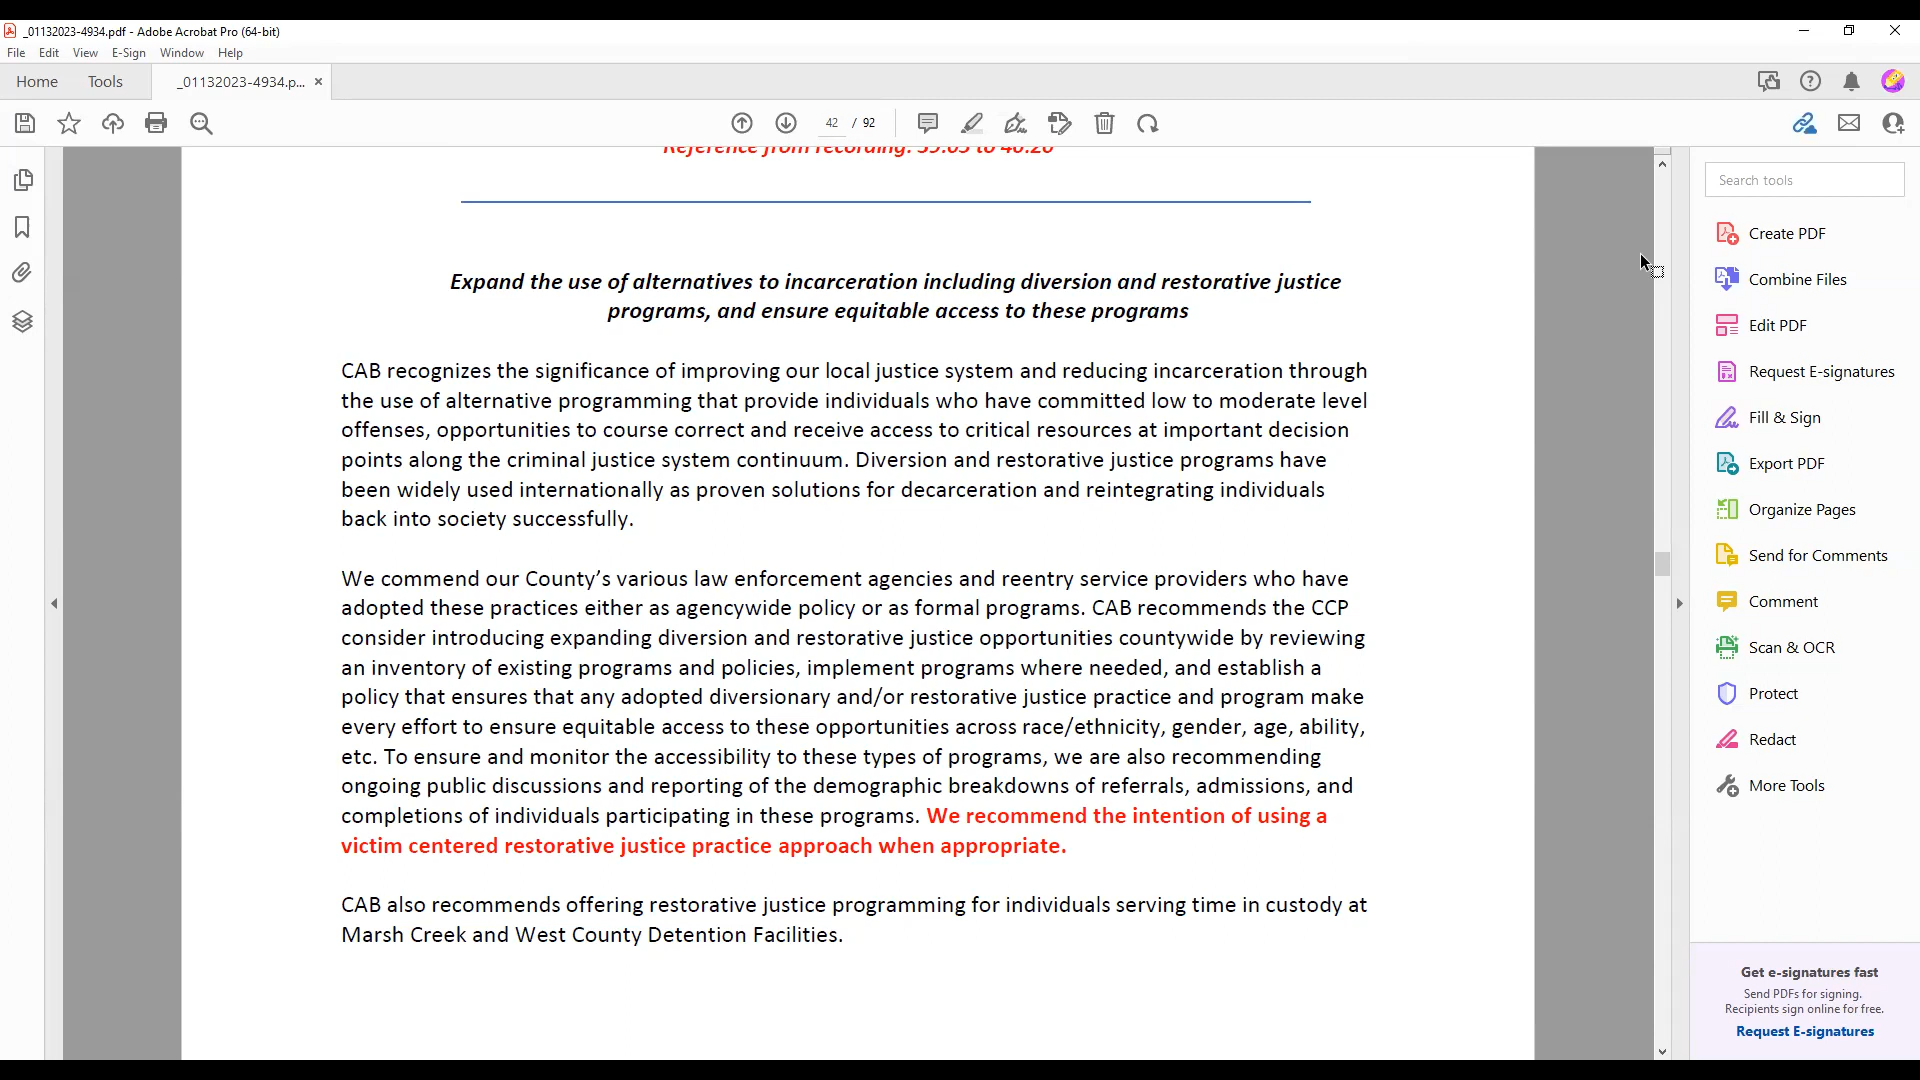 _01132023-4934.pdf - Adobe Acrobat Pro (64-bit)
File Edit View E-Sign Window Help
Home Tools _01132023-4934.p... ×
42 / 92
Reference from recording: 39:05 to 40:20
Search tools
Create PDF
Combine Files
Edit PDF
Request E-signatures
Fill & Sign
Export PDF
Organize Pages
Send for Comments
Comment
Scan & OCR
Protect
Redact
More Tools
Get e-signatures fast
Send PDFs for signing.
Recipients sign online for free.
Request E-signatures
Expand the use of alternatives to incarceration including diversion and restorative justice
programs, and ensure equitable access to these programs
CAB recognizes the significance of improving our local justice system and reducing incarceration through
the use of alternative programming that provide individuals who have committed low to moderate level
offenses, opportunities to course correct and receive access to critical resources at important decision
points along the criminal justice system continuum. Diversion and restorative justice programs have
been widely used internationally as proven solutions for decarceration and reintegrating individuals
back into society successfully.
We commend our County’s various law enforcement agencies and reentry service providers who have
adopted these practices either as agencywide policy or as formal programs. CAB recommends the CCP
consider introducing expanding diversion and restorative justice opportunities countywide by reviewing
an inventory of existing programs and policies, implement programs where needed, and establish a
policy that ensures that any adopted diversionary and/or restorative justice practice and program make
every effort to ensure equitable access to these opportunities across race/ethnicity, gender, age, ability,
etc. To ensure and monitor the accessibility to these types of programs, we are also recommending
ongoing public discussions and reporting of the demographic breakdowns of referrals, admissions, and
completions of individuals participating in these programs. We recommend the intention of using a
victim centered restorative justice practice approach when appropriate.
CAB also recommends offering restorative justice programming for individuals serving time in custody at
Marsh Creek and West County Detention Facilities.